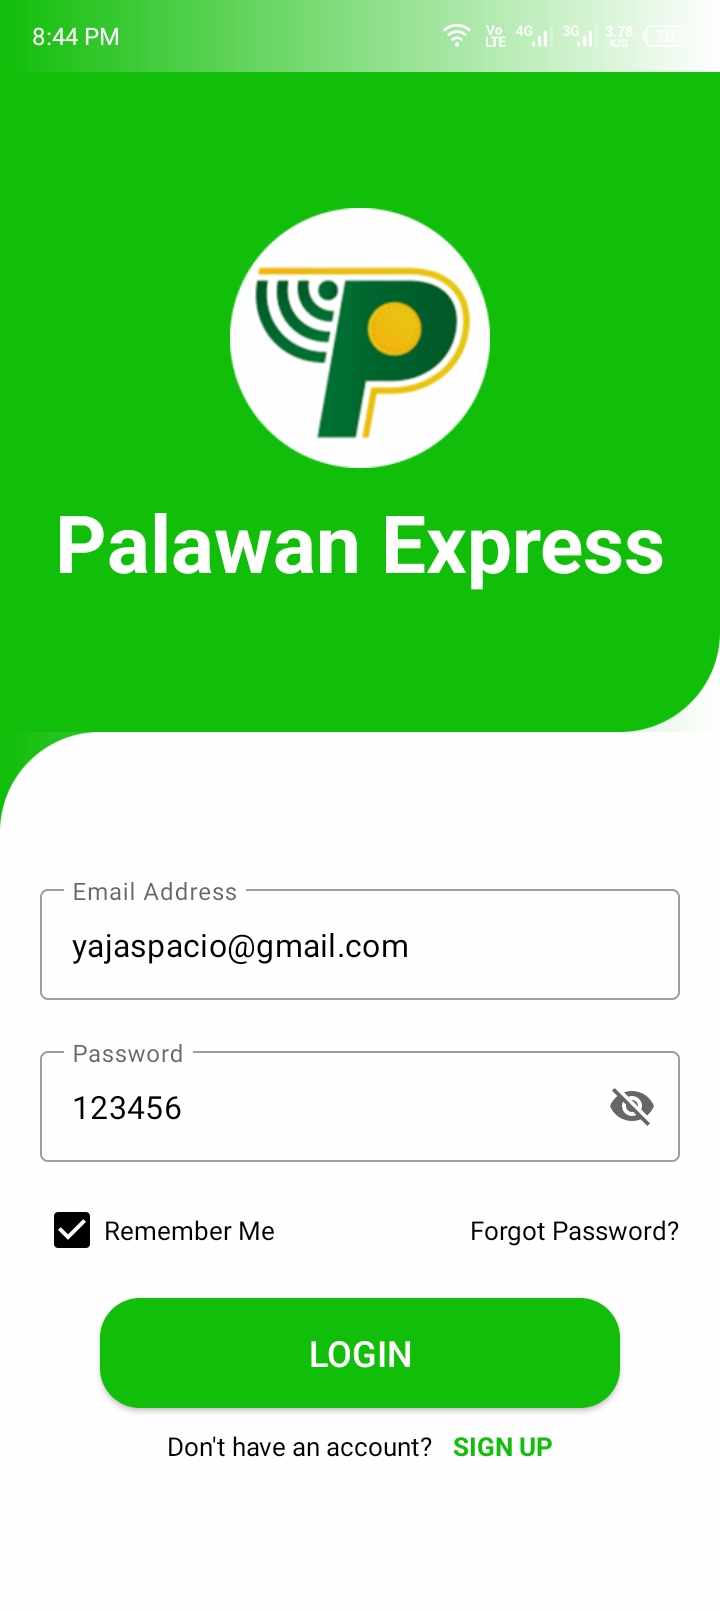 8:44 PM Vo LTE 4G 3G 3.78
Palawan Express
Email Address
yajaspacio@gmail.com
Password
123456
Remember Me Forgot Password?
LOGIN
Don't have an account? SIGN UP